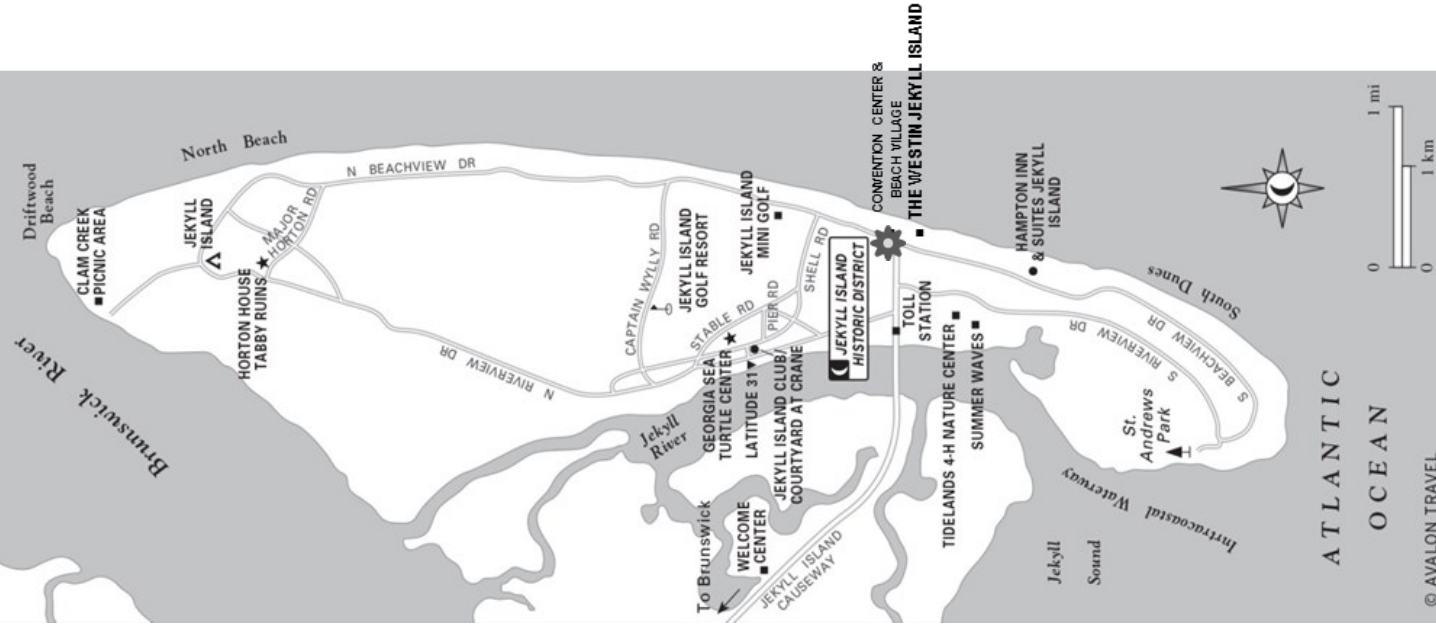 Driftwood
Beach
North Beach
CLAM CREEK
PICNIC AREA
JEKYLL
ISLAND
MAJOR
HORTON RD
HORTON HOUSE
TABBY RUINS
N BEACHVIEW DR
Brunswick River
N RIVERVIEW DR
CAPTAIN WYLLY RD
JEKYLL ISLAND
GOLF RESORT
JEKYLL ISLAND
MINI GOLF
SHELL RD
STABLE RD
PIER RD
Jekyll
River
GEORGIA SEA
TURTLE CENTER
LATITUDE 31
JEKYLL ISLAND CLUB/
COURTYARD AT CRANE
JEKYLL ISLAND
HISTORIC DISTRICT
CONVENTION CENTER &
BEACH VILLAGE
THE WESTIN JEKYLL ISLAND
TOLL
STATION
To Brunswick
WELCOME
CENTER
JEKYLL ISLAND
CAUSEWAY
TIDELANDS 4-H NATURE CENTER
SUMMER WAVES
HAMPTON INN
& SUITES JEKYLL
ISLAND
South Dunes
S RIVERVIEW DR
S BEACHVIEW DR
St.
Andrews
Park
Intracoastal Waterway
Jekyll
Sound
ATLANTIC
OCEAN
0 1 mi
0 1 km
© AVALON TRAVEL